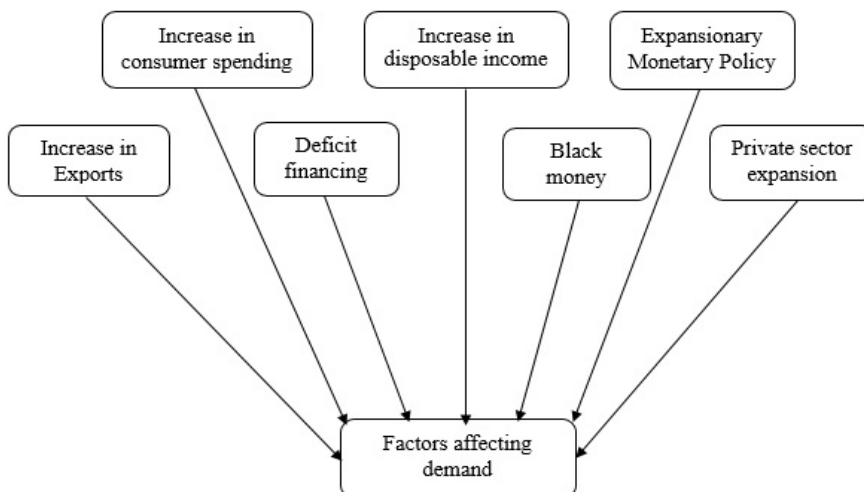 Increase in
consumer spending
Increase in
disposable income
Expansionary
Monetary Policy
Increase in
Exports
Deficit
financing
Black
money
Private sector
expansion
Factors affecting
demand